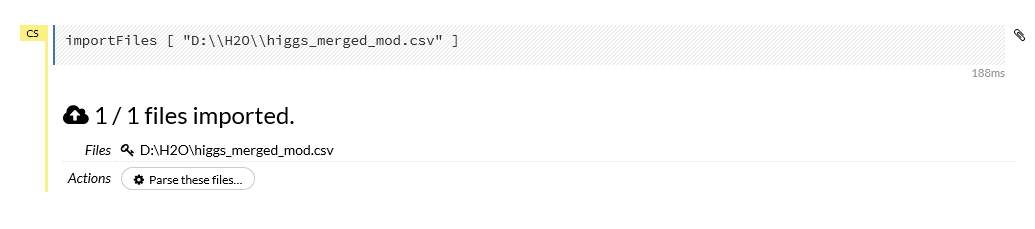 CS
importFiles [ "D:\\H2O\\higgs_merged_mod.csv" ]
188ms
1 / 1 files imported.
Files D:\H2O\higgs_merged_mod.csv
Actions Parse these files...